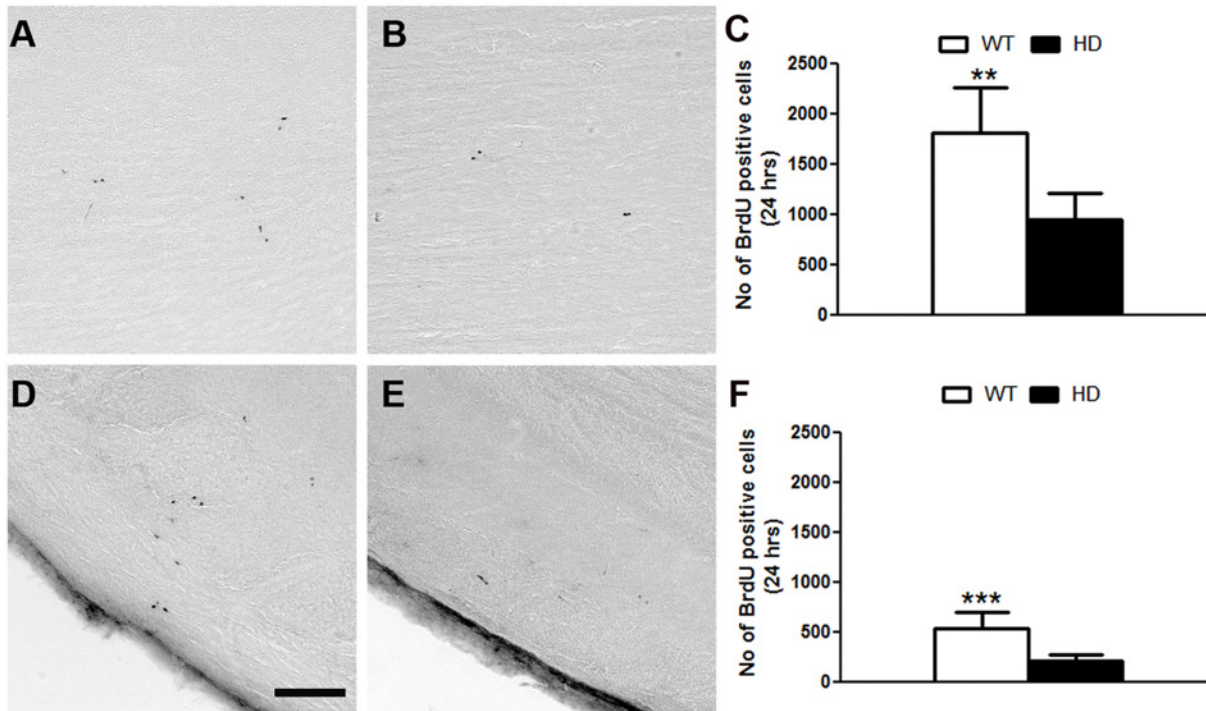 A
B
C
WT HD
No of BrdU positive cells
(24 hrs)
2500
2000
1500
1000
500
0
**
D
E
F
WT HD
No of BrdU positive cells
(24 hrs)
2500
2000
1500
1000
500
0
***